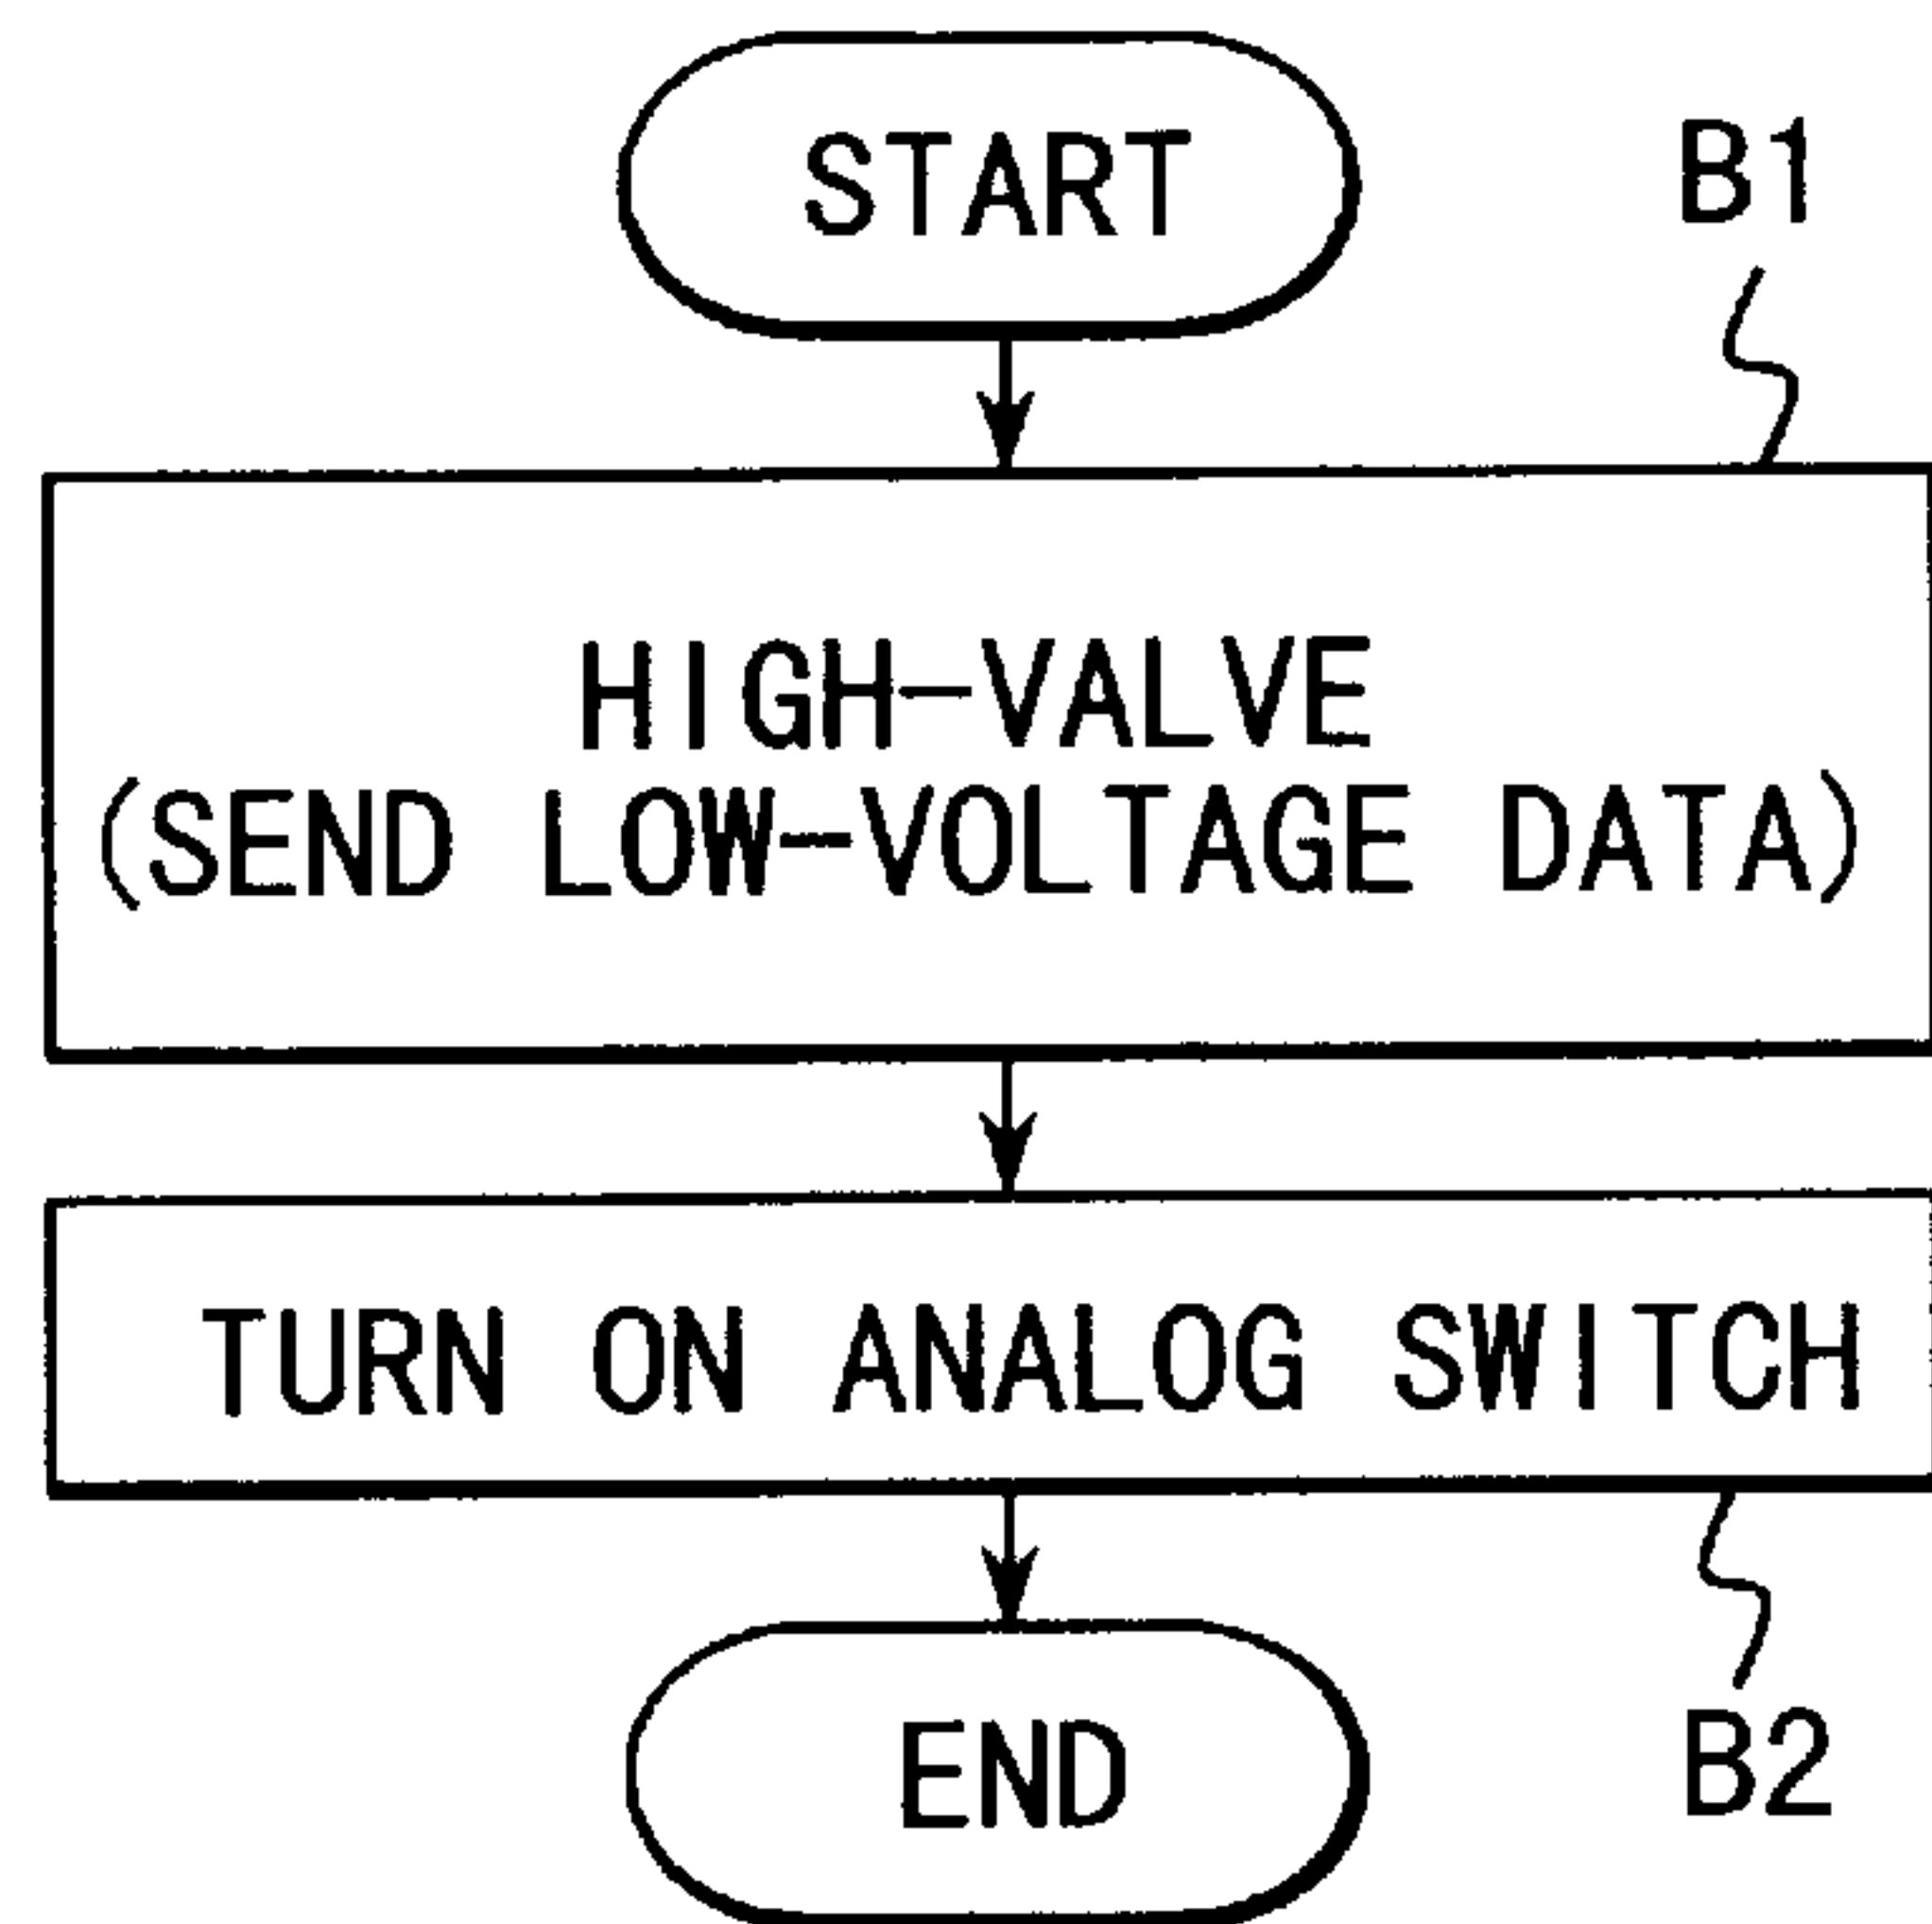 START
B1
HIGH-VALVE
(SEND LOW-VOLTAGE DATA)
TURN ON ANALOG SWITCH
END
B2